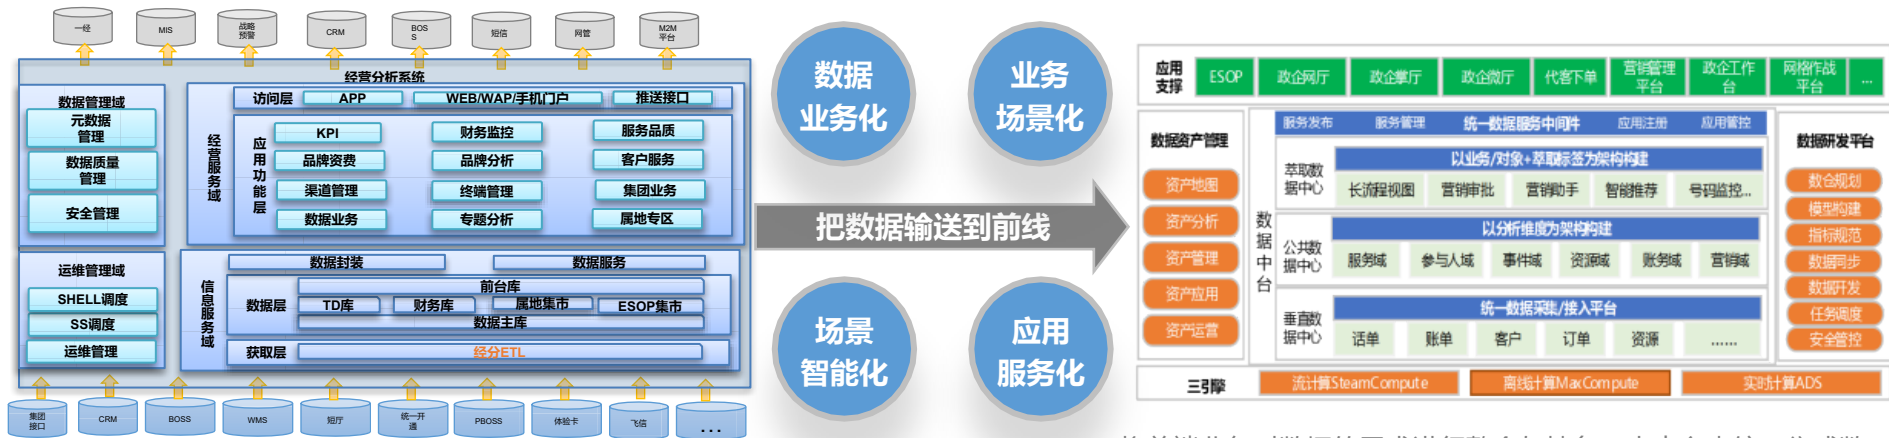 一经
MIS
战略
预警
CRM
BOS
S
短信
网管
M2M
平台
经营分析系统
数据管理域
元数据
管理
数据质量
管理
安全管理
运维管理域
SHELL调度
SS调度
运维管理
经营服务域
访问层
APP
WEB/WAP/手机门户
推送接口
应用功能层
KPI
财务监控
服务品质
品牌资费
品牌分析
客户服务
渠道管理
终端管理
集团业务
数据业务
专题分析
属地专区
信息服务域
数据封装
数据服务
数据层
前台库
TD库
财务库
属地集市
ESOP集市
数据主库
获取层
经分ETL
集团
接口
CRM
BOSS
WMS
短厅
统一开
通
PBOSS
体验卡
飞信
...
数据
业务化
业务
场景化
把数据输送到前线
场景
智能化
应用
服务化
应用
支撑
ESOP
政企网厅
政企掌厅
政企微厅
代客下单
营销管理
平台
政企工作
台
网格作战
平台
...
数据资产管理
资产地图
资产分析
资产管理
资产应用
资产运营
数据中台
服务发布
服务管理
统一数据服务中间件
应用注册
应用管控
萃取数
据中心
以业务/对象+萃取标签为架构构建
长流程视图
营销审批
营销助手
智能推荐
号码监控...
公共数
据中心
以分析维度为架构构建
服务域
参与人域
事件域
资源域
账务域
营销域
垂直数
据中心
统一数据采集/接入平台
话单
账单
客户
订单
资源
......
数据研发平台
数仓规划
模型构建
指标规范
数据同步
数据开发
任务调度
安全管控
三引擎
流计算SteamCompute
离线计算MaxCompute
实时计算ADS